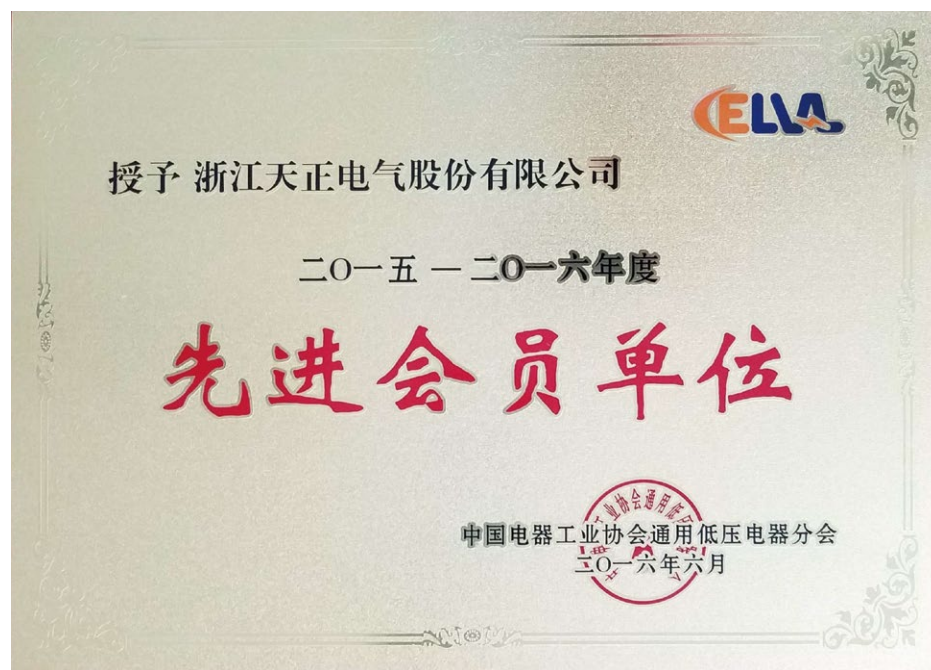 CELVA
授予 浙江天正电气股份有限公司
二〇一五 — 二〇一六年度
先进会员单位
中国电器工业协会通用低压电器分会
二〇一六年六月